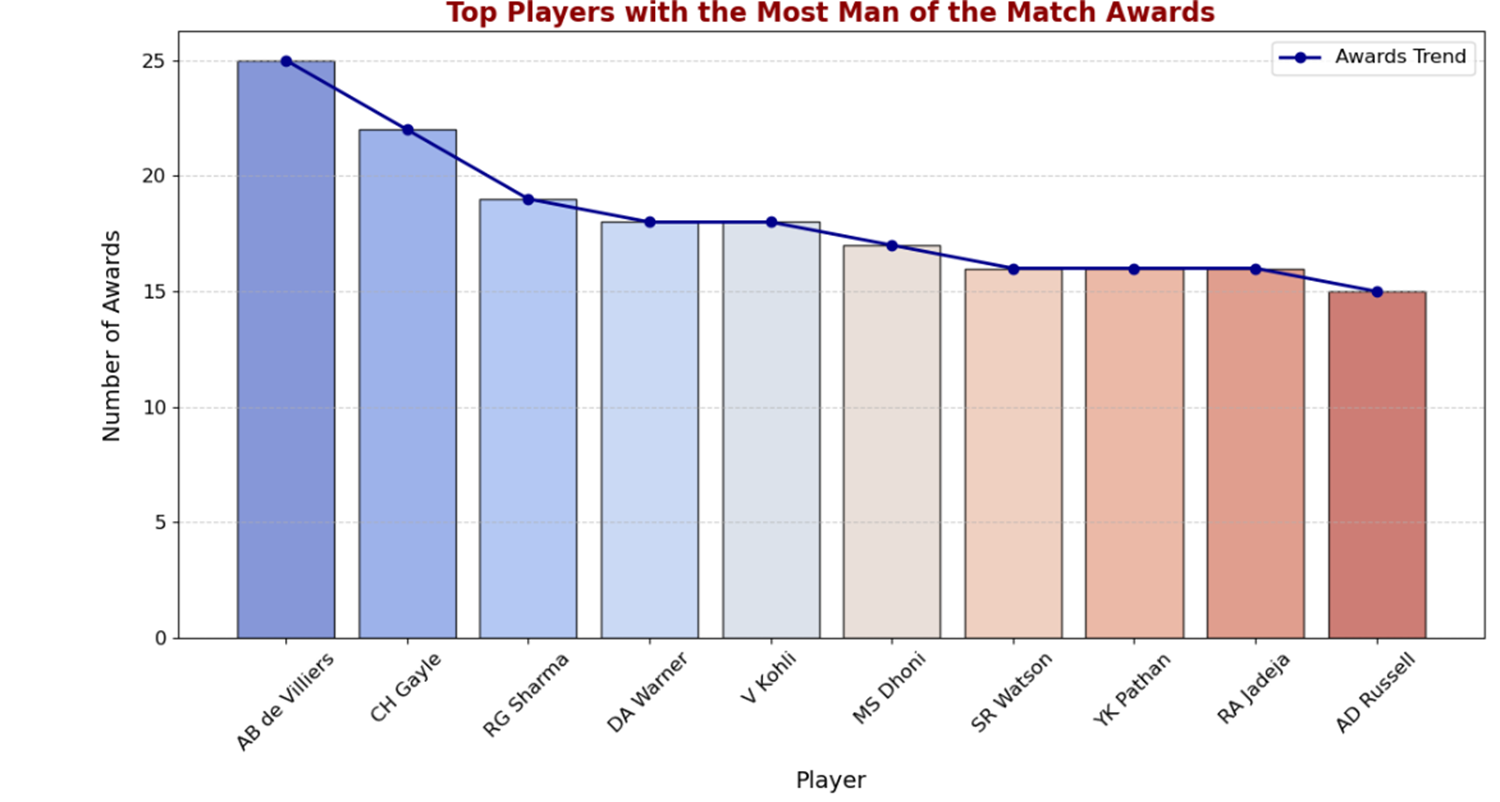 Top Players with the Most Man of the Match Awards
Awards Trend
Number of Awards
25
20
15
10
5
0
AB de Villiers
CH Gayle
RG Sharma
DA Warner
V Kohli
MS Dhoni
SR Watson
YK Pathan
RA Jadeja
AD Russell
Player